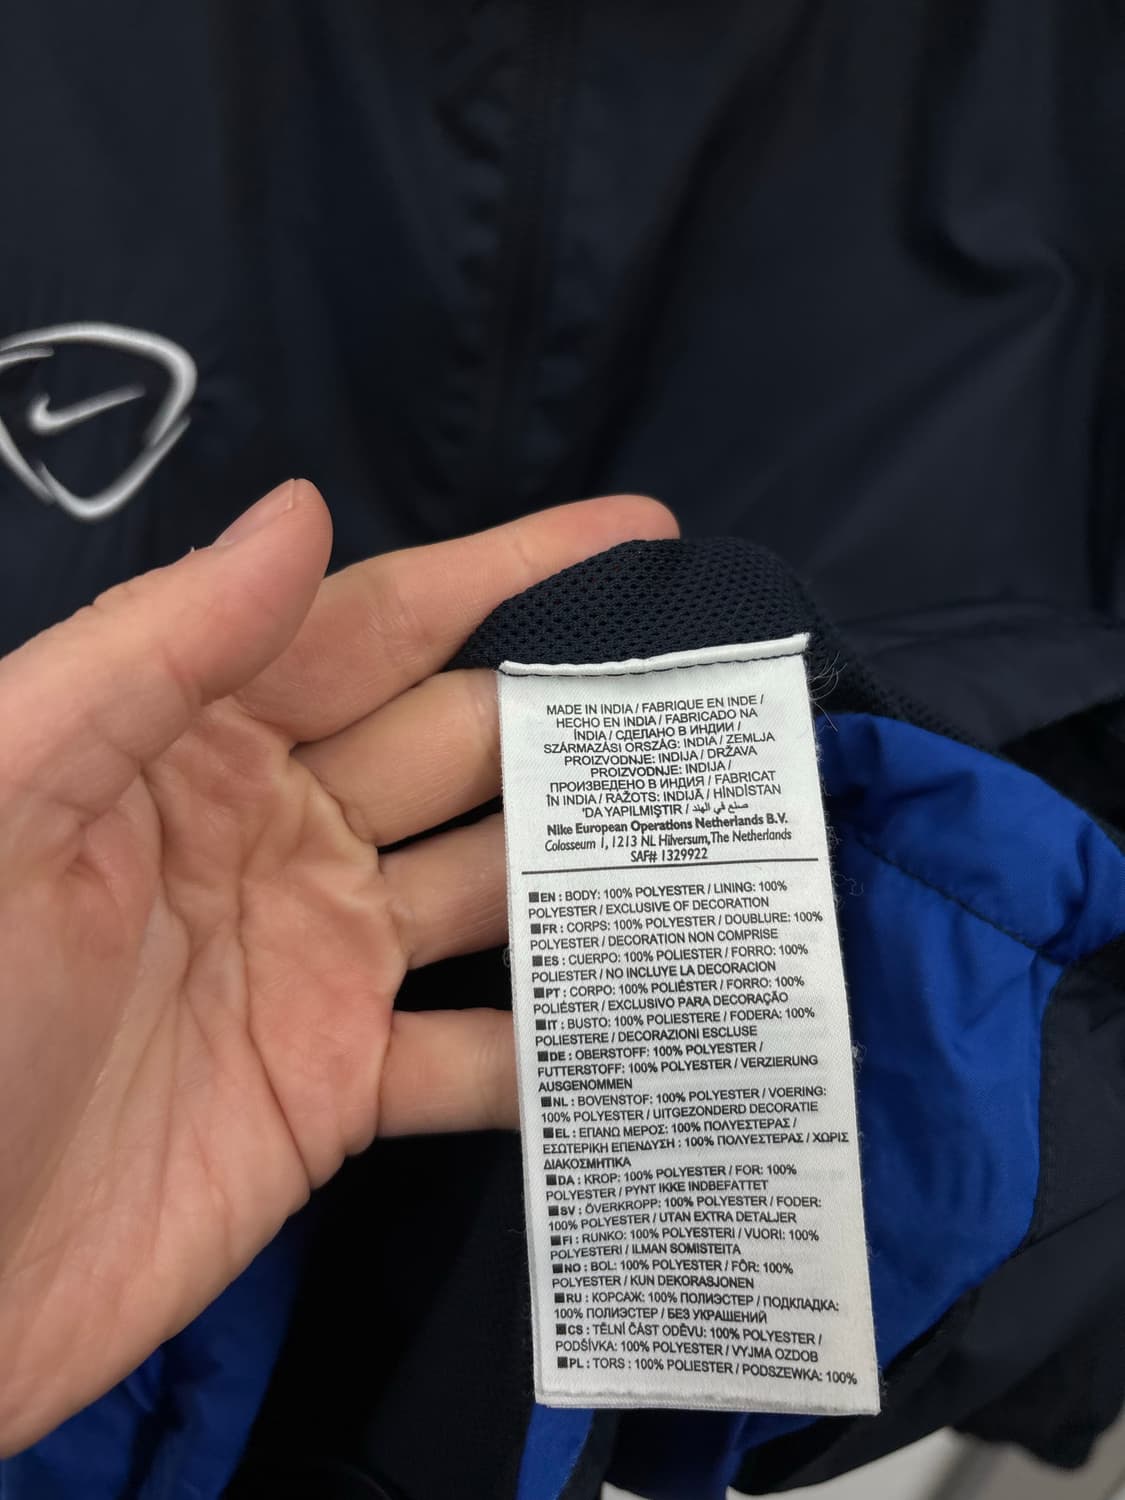 MADE IN INDIA / FABRIQUE EN INDE /
HECHO EN INDIA / FABRICADO NA
ÍNDIA / СДЕЛАНО В ИНДИИ /
SZÁRMAZÁSI ORSZÁG: INDIA / ZEMLJA
PROIZVODNJE: INDIJA / DRŽAVA
PROIZVODNJE: INDIJA /
ПРОИЗВЕДЕНО В ИНДИЯ / FABRICAT
ÎN INDIA / RAŽOTS: INDIJĀ / HİNDİSTAN
'DA YAPILMIŞTIR / صنع في الهند
Nike European Operations Netherlands B.V.
Colosseum 1, 1213 NL Hilversum, The Netherlands
SAF# 1329922
EN : BODY: 100% POLYESTER / LINING: 100%
POLYESTER / EXCLUSIVE OF DECORATION
FR : CORPS: 100% POLYESTER / DOUBLURE: 100%
POLYESTER / DECORATION NON COMPRISE
ES : CUERPO: 100% POLIESTER / FORRO: 100%
POLIESTER / NO INCLUYE LA DECORACION
PT : CORPO: 100% POLIÉSTER / FORRO: 100%
POLIÉSTER / EXCLUSIVO PARA DECORAÇÃO
IT : BUSTO: 100% POLIESTERE / FODERA: 100%
POLIESTERE / DECORAZIONI ESCLUSE
DE : OBERSTOFF: 100% POLYESTER /
FUTTERSTOFF: 100% POLYESTER / VERZIERUNG
AUSGENOMMEN
NL : BOVENSTOF: 100% POLYESTER / VOERING:
100% POLYESTER / UITGEZONDERD DECORATIE
EL : ΕΠΑΝΩ ΜΕΡΟΣ: 100% ΠΟΛΥΕΣΤΕΡΑΣ /
ΕΣΩΤΕΡΙΚΗ ΕΠΕΝΔΥΣΗ : 100% ΠΟΛΥΕΣΤΕΡΑΣ / ΧΩΡΙΣ
ΔΙΑΚΟΣΜΗΤΙΚΑ
DA : KROP: 100% POLYESTER / FOR: 100%
POLYESTER / PYNT IKKE INDBEFATTET
SV : ÖVERKROPP: 100% POLYESTER / FODER:
100% POLYESTER / UTAN EXTRA DETALJER
FI : RUNKO: 100% POLYESTERI / VUORI: 100%
POLYESTERI / ILMAN SOMISTEITA
NO : BOL: 100% POLYESTER / FÔR: 100%
POLYESTER / KUN DEKORASJONEN
RU : КОРСАЖ: 100% ПОЛИЭСТЕР / ПОДКЛАДКА:
100% ПОЛИЭСТЕР / БЕЗ УКРАШЕНИЙ
CS : TĚLNÍ ČÁST ODĚVU: 100% POLYESTER /
PODŠÍVKA: 100% POLYESTER / VYJMA OZDOB
PL : TORS : 100% POLIESTER / PODSZEWKA: 100%